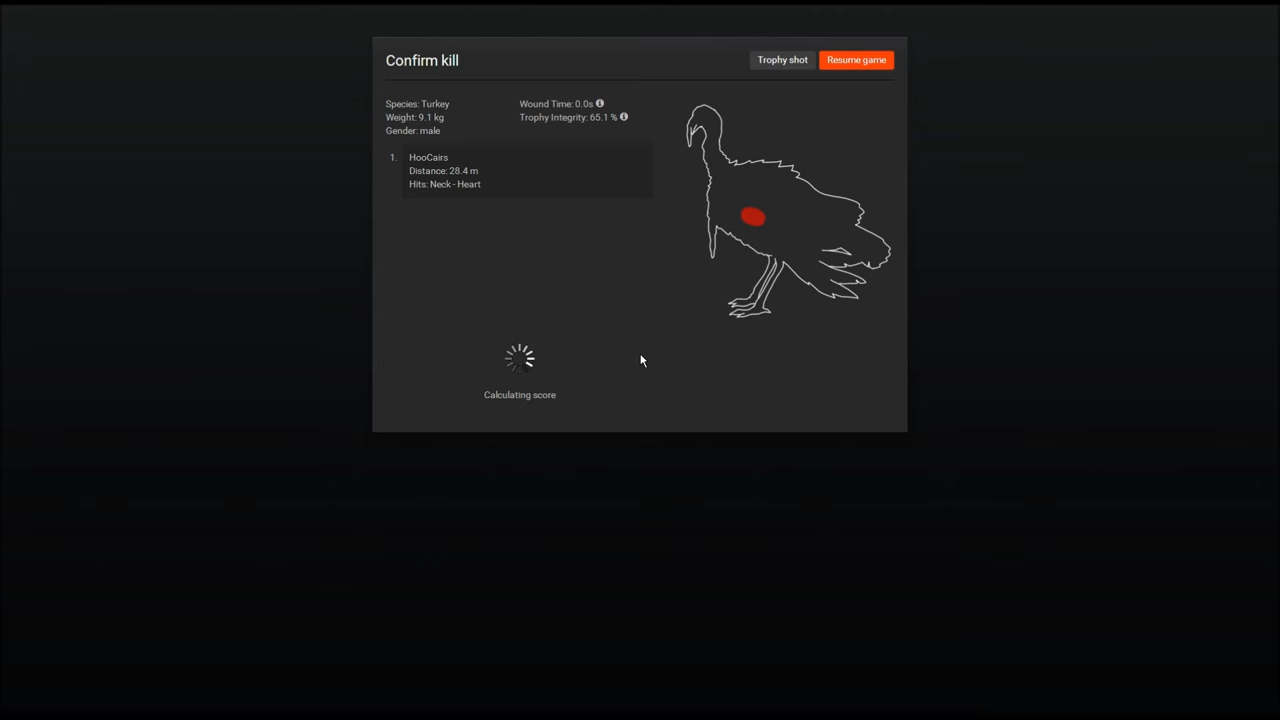 Confirm kill
Trophy shot
Resume game
Species: Turkey
Weight: 9.1 kg
Gender: male
Wound Time: 0.0s
Trophy Integrity: 65.1 %
1.
HooCairs
Distance: 28.4 m
Hits: Neck - Heart
Calculating score